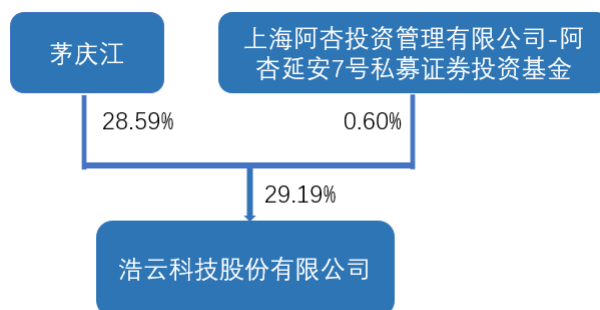 茅庆江
上海阿杏投资管理有限公司-阿
杏延安7号私募证券投资基金
28.59%
0.60%
29.19%
浩云科技股份有限公司